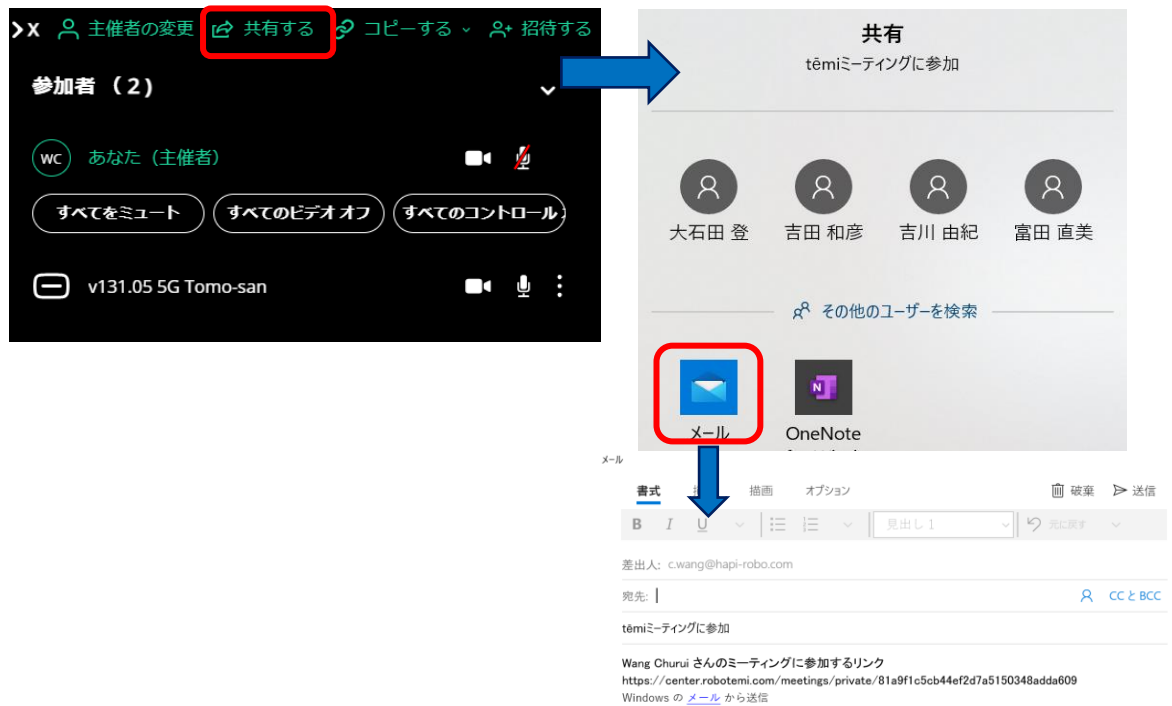 X 主催者の変更 共有する コピーする 招待する
参加者 （2）
WC あなた（主催者）
すべてをミュート すべてのビデオ オフ すべてのコントロール
v131.05 5G Tomo-san
共有
tēmiミーティングに参加
大石田 登 吉田 和彦 吉川 由紀 富田 直美
その他のユーザーを検索
N
メール OneNote
メール
書式 描画 オプション 破棄 送信
B I U 見出し 1 元に戻す
差出人: c.wang@hapi-robo.com
宛先: CC と BCC
tēmiミーティングに参加
Wang Churui さんのミーティングに参加するリンク
https://center.robotemi.com/meetings/private/81a9f1c5cb44ef2d7a5150348adda609
Windows の メール から送信